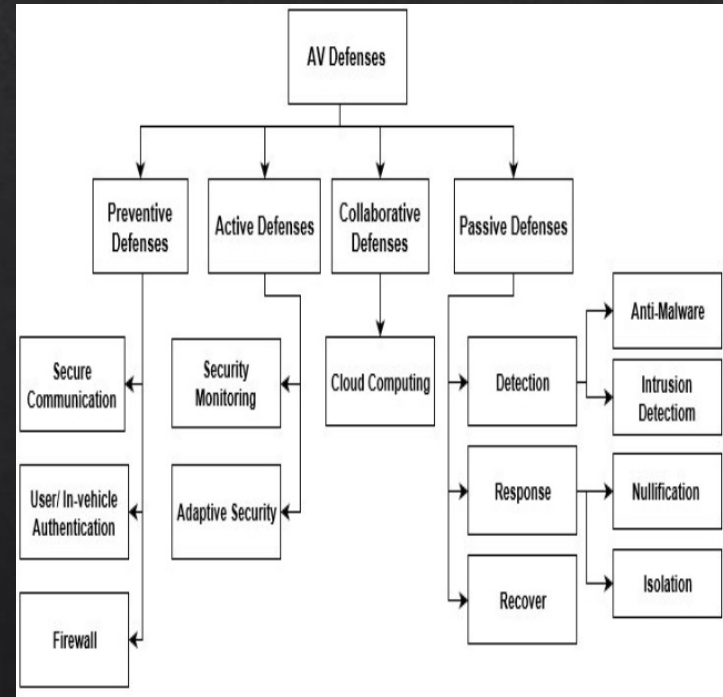 AV Defenses
Preventive
Defenses
Active Defenses
Collaborative
Defenses
Passive Defenses
Secure
Communication
User/ In-vehicle
Authentication
Firewall
Security
Monitoring
Adaptive Security
Cloud Computing
Detection
Response
Recover
Anti-Malware
Intrusion
Detectiom
Nullification
Isolation